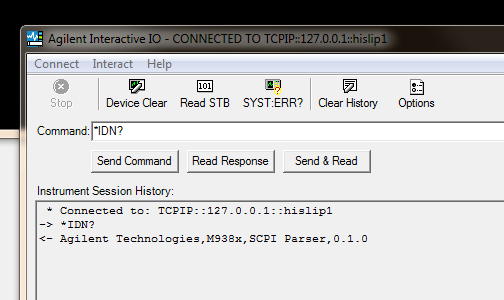 Agilent Interactive IO - CONNECTED TO TCPIP::127.0.0.1::hislip1
Connect Interact Help
101
Stop Device Clear Read STB SYST:ERR? Clear History Options
Command: *IDN?
Send Command Read Response Send & Read
Instrument Session History:
* Connected to: TCPIP::127.0.0.1::hislip1
-> *IDN?
<- Agilent Technologies,M938x,SCPI Parser,0.1.0